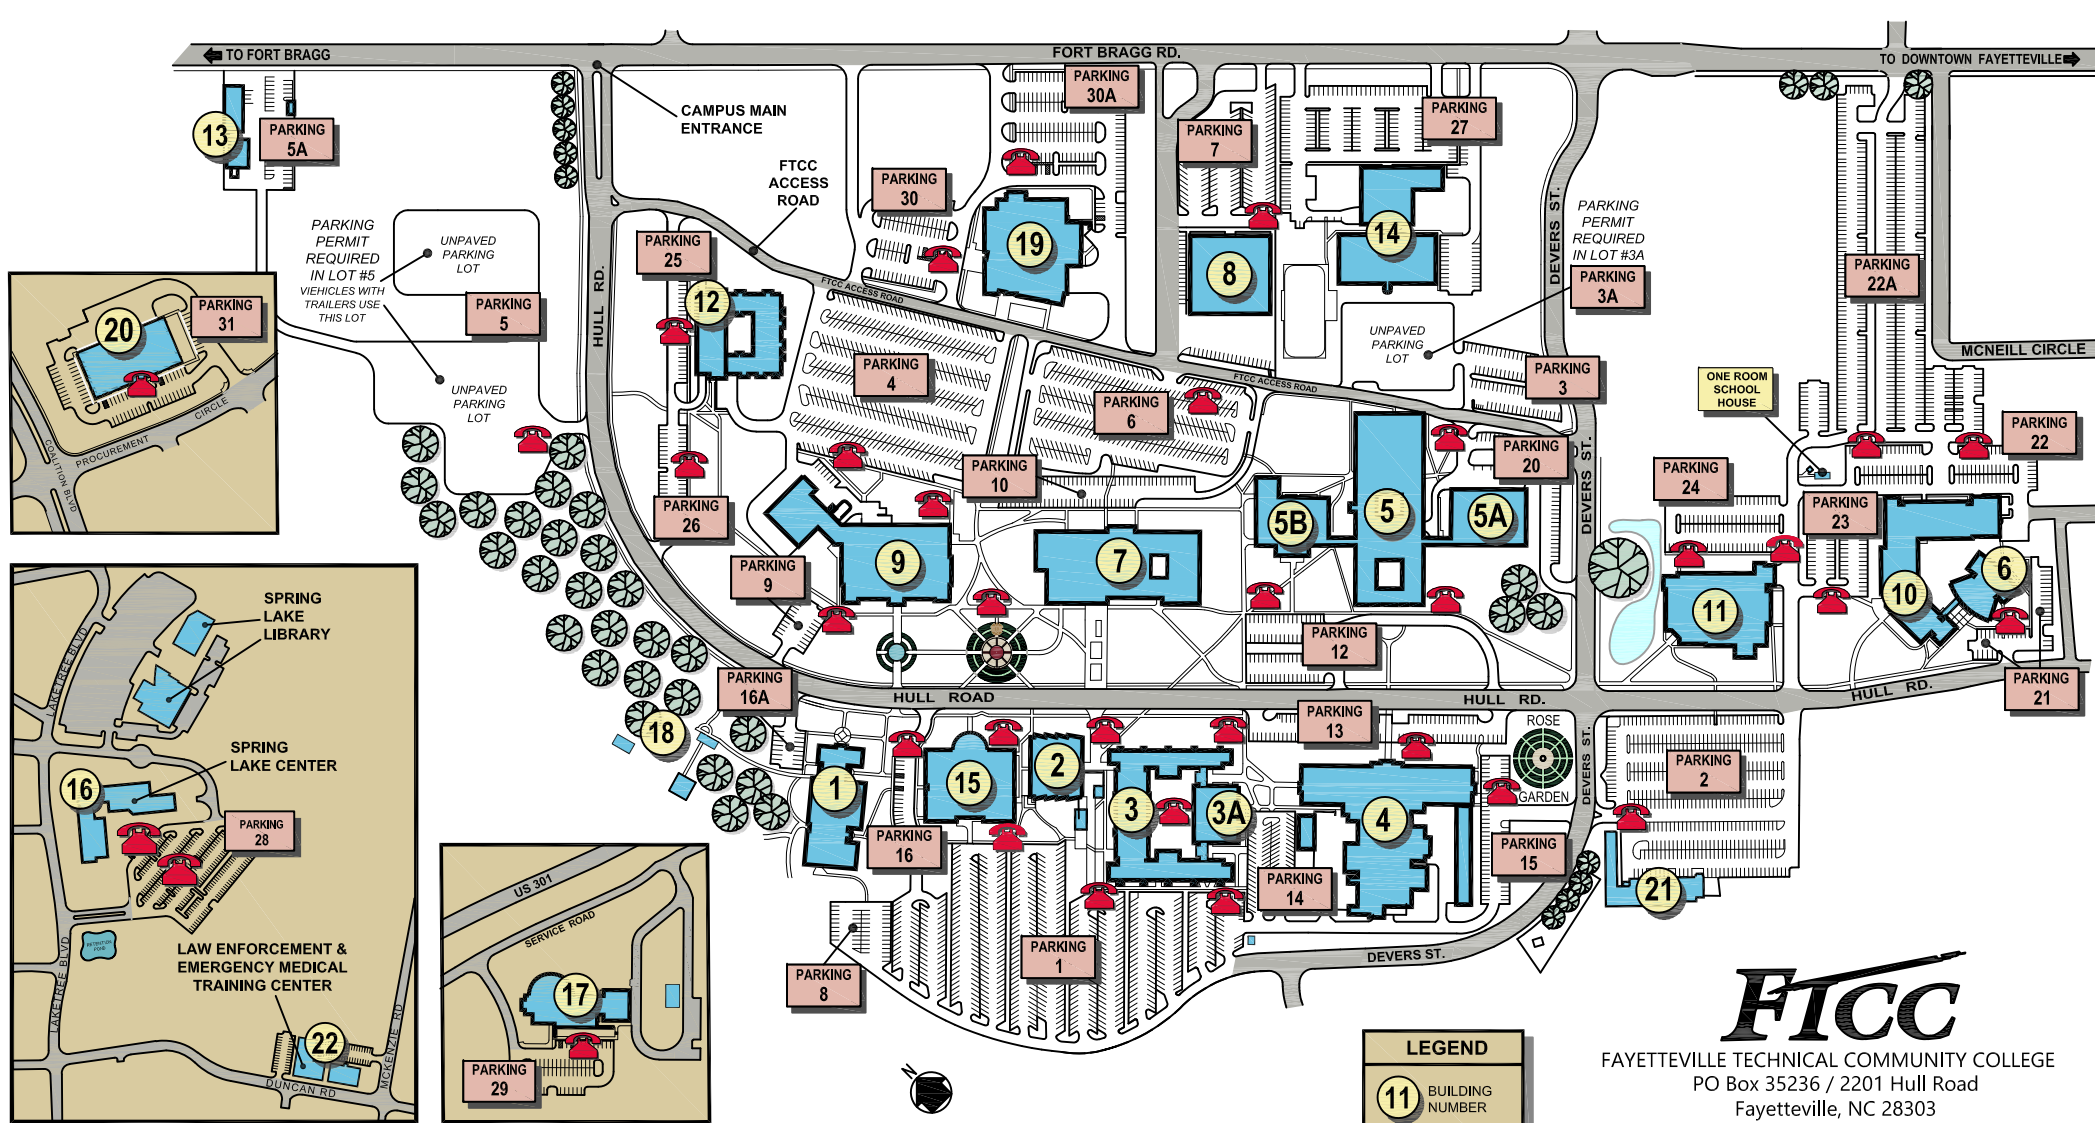 TO FORT BRAGG
FORT BRAGG RD.
TO DOWNTOWN FAYETTEVILLE
CAMPUS MAIN
ENTRANCE
FTCC
ACCESS
ROAD
13
PARKING
5A
PARKING
30A
PARKING
7
PARKING
27
PARKING
30
PARKING
PERMIT
REQUIRED
IN LOT #5
VIEHICLES WITH
TRAILERS USE
THIS LOT
UNPAVED
PARKING
LOT
PARKING
5
UNPAVED
PARKING
LOT
HULL RD.
PARKING
25
12
19
8
14
DEVERS ST.
PARKING
PERMIT
REQUIRED
IN LOT #3A
PARKING
3A
UNPAVED
PARKING
LOT
PARKING
22A
MCNEILL CIRCLE
FTCC ACCESS ROAD
FTCC ACCESS ROAD
PARKING
4
PARKING
6
PARKING
3
ONE ROOM
SCHOOL
HOUSE
PARKING
22
20
PARKING
31
COALITION BLVD
PROCUREMENT
CIRCLE
PARKING
26
PARKING
10
PARKING
20
DEVERS ST.
PARKING
24
PARKING
23
9
7
5B
5
5A
PARKING
9
11
10
6
PARKING
12
PARKING
21
PARKING
16A
HULL ROAD
HULL RD.
HULL RD.
PARKING
13
ROSE
GARDEN
DEVERS ST.
PARKING
2
18
1
15
2
3
3A
4
PARKING
16
PARKING
14
PARKING
15
21
PARKING
8
PARKING
1
DEVERS ST.
SPRING
LAKE
LIBRARY
LAKETREE BLVD
SPRING
LAKE CENTER
16
PARKING
28
RETENTION
POND
LAKETREE BLVD
LAW ENFORCEMENT &
EMERGENCY MEDICAL
TRAINING CENTER
22
DUNCAN RD
MCKENZIE RD
US 301
SERVICE ROAD
17
PARKING
29
N
LEGEND
11
BUILDING
NUMBER
FTCC
FAYETTEVILLE TECHNICAL COMMUNITY COLLEGE
PO Box 35236 / 2201 Hull Road
Fayetteville, NC 28303